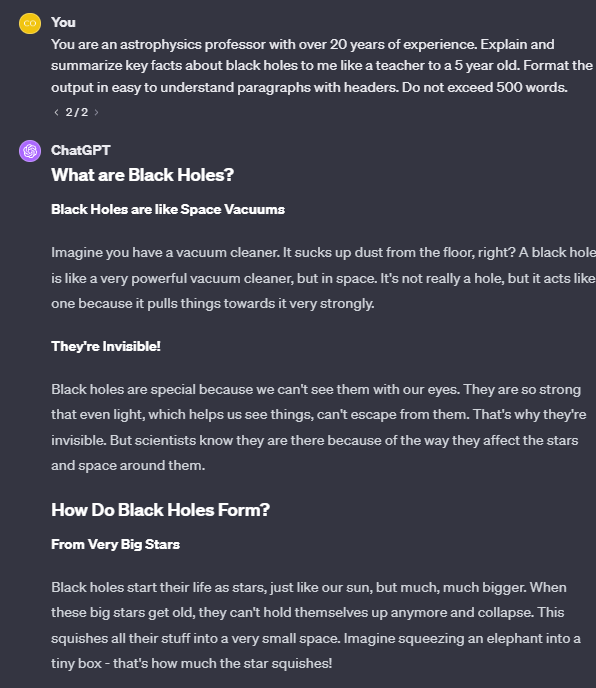 CO You
You are an astrophysics professor with over 20 years of experience. Explain and
summarize key facts about black holes to me like a teacher to a 5 year old. Format the
output in easy to understand paragraphs with headers. Do not exceed 500 words.
< 2 / 2 >
ChatGPT
What are Black Holes?
Black Holes are like Space Vacuums
Imagine you have a vacuum cleaner. It sucks up dust from the floor, right? A black hole
is like a very powerful vacuum cleaner, but in space. It's not really a hole, but it acts like
one because it pulls things towards it very strongly.
They're Invisible!
Black holes are special because we can't see them with our eyes. They are so strong
that even light, which helps us see things, can't escape from them. That's why they're
invisible. But scientists know they are there because of the way they affect the stars
and space around them.
How Do Black Holes Form?
From Very Big Stars
Black holes start their life as stars, just like our sun, but much, much bigger. When
these big stars get old, they can't hold themselves up anymore and collapse. This
squishes all their stuff into a very small space. Imagine squeezing an elephant into a
tiny box - that's how much the star squishes!